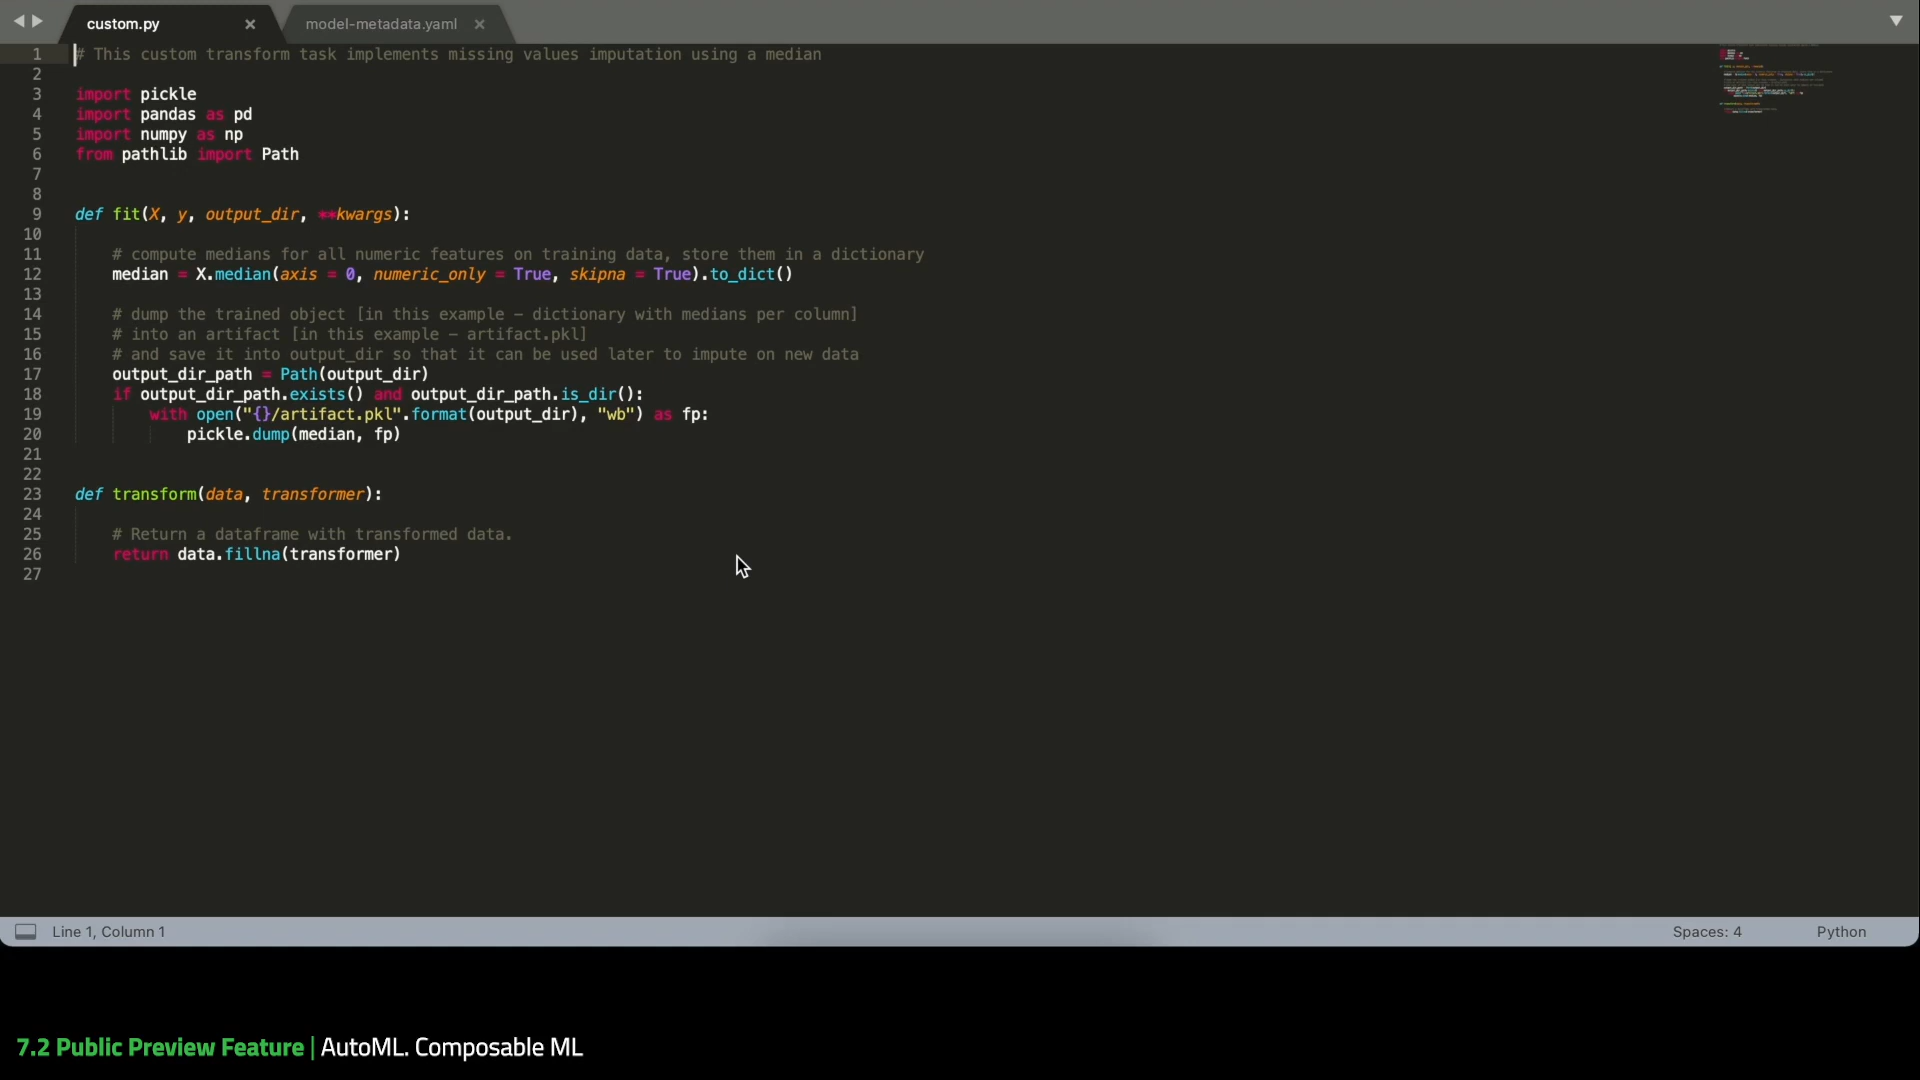 custom.py × model-metadata.yaml ×
1 # This custom transform task implements missing values imputation using a median
2
3 import pickle
4 import pandas as pd
5 import numpy as np
6 from pathlib import Path
7
8
9 def fit(X, y, output_dir, **kwargs):
10
11     # compute medians for all numeric features on training data, store them in a dictionary
12     median = X.median(axis = 0, numeric_only = True, skipna = True).to_dict()
13
14     # dump the trained object [in this example – dictionary with medians per column]
15     # into an artifact [in this example – artifact.pkl]
16     # and save it into output_dir so that it can be used later to impute on new data
17     output_dir_path = Path(output_dir)
18     if output_dir_path.exists() and output_dir_path.is_dir():
19         with open("{}/artifact.pkl".format(output_dir), "wb") as fp:
20             pickle.dump(median, fp)
21
22
23 def transform(data, transformer):
24
25     # Return a dataframe with transformed data.
26     return data.fillna(transformer)
27
Line 1, Column 1 Spaces: 4 Python
7.2 Public Preview Feature | AutoML. Composable ML